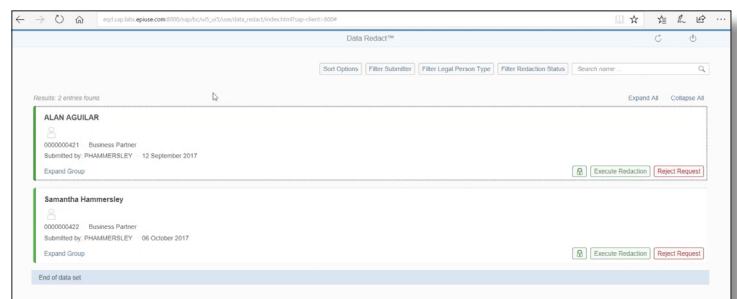 eqd.sap.labs.epiuse.com:8000/sap/bc/ui5_ui5/use/data_redact/index.html?sap-client=800#
Data Redact™
Sort Options Filter Submitter Filter Legal Person Type Filter Redaction Status Search name ...
Results: 2 entries found Expand All Collapse All
ALAN AGUILAR
0000000421 Business Partner
Submitted by: PHAMMERSLEY 12 September 2017
Expand Group Execute Redaction Reject Request
Samantha Hammersley
0000000422 Business Partner
Submitted by: PHAMMERSLEY 06 October 2017
Expand Group Execute Redaction Reject Request
End of data set